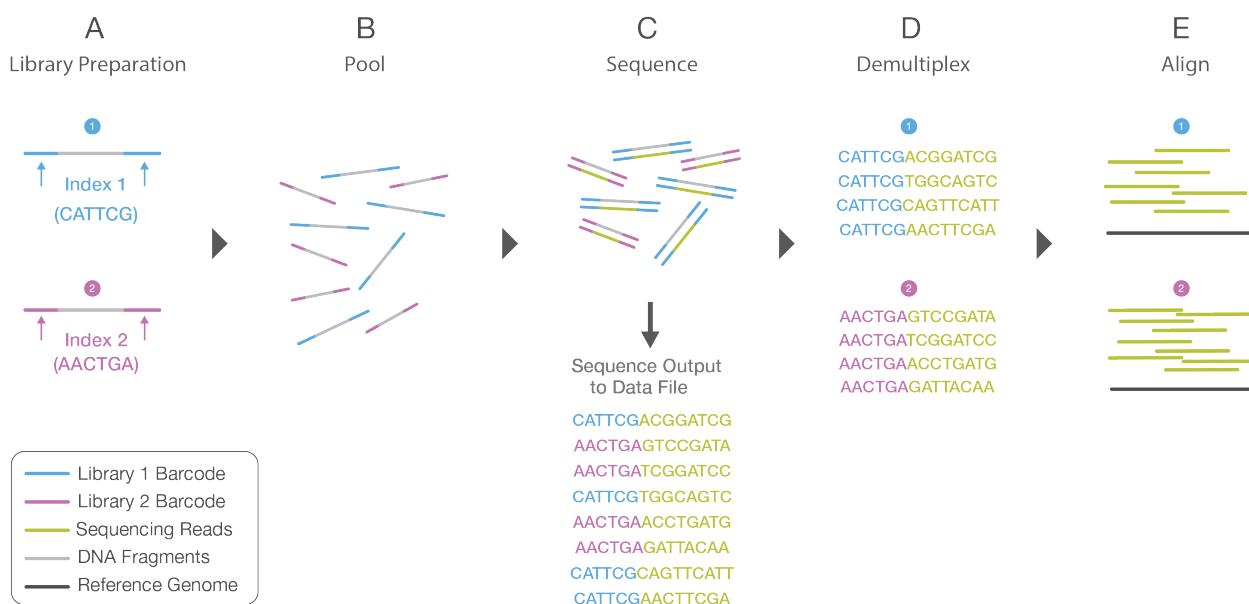 A
Library Preparation
1
Index 1
(CATTCG)
2
Index 2
(AACTGA)
B
Pool
C
Sequence
Sequence Output
to Data File
CATTCGACGGATCG
AACTGAGTCCGATA
AACTGATCGGATCC
CATTCGTGGCAGTC
AACTGAACCTGATG
AACTGAGATTACAA
CATTCGCAGTTCATT
CATTCGAACTTCGA
D
Demultiplex
1
CATTCGACGGATCG
CATTCGTGGCAGTC
CATTCGCAGTTCATT
CATTCGAACTTCGA
2
AACTGAGTCCGATA
AACTGATCGGATCC
AACTGAACCTGATG
AACTGAGATTACAA
E
Align
1
2
Library 1 Barcode
Library 2 Barcode
Sequencing Reads
DNA Fragments
Reference Genome